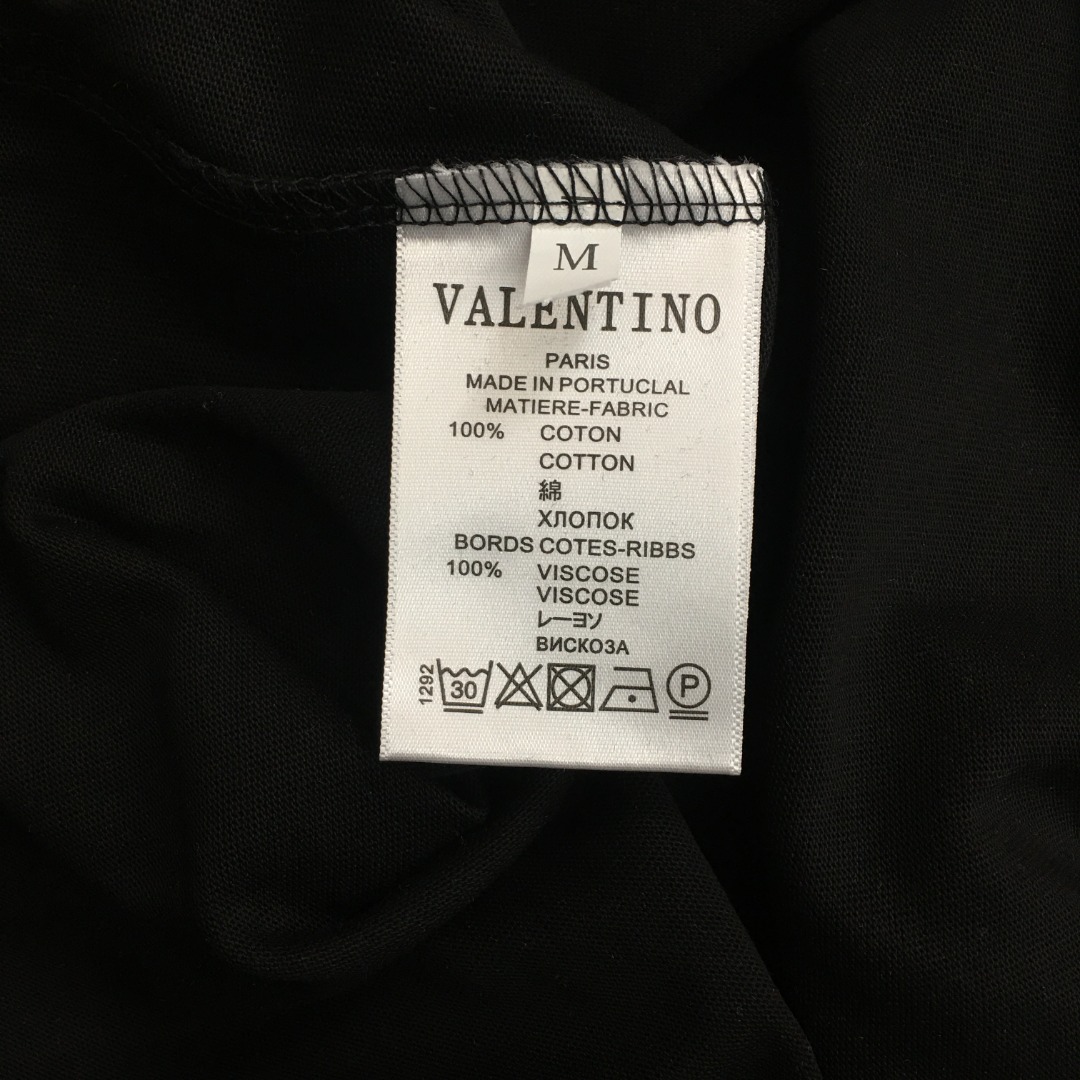 M
VALENTINO
PARIS
MADE IN PORTUCLAL
MATIERE-FABRIC
100% COTON
COTTON
綿
ХЛОПОК
BORDS COTES-RIBBS
100% VISCOSE
VISCOSE
レーヨン
ВИСКОЗА
1292 30 P